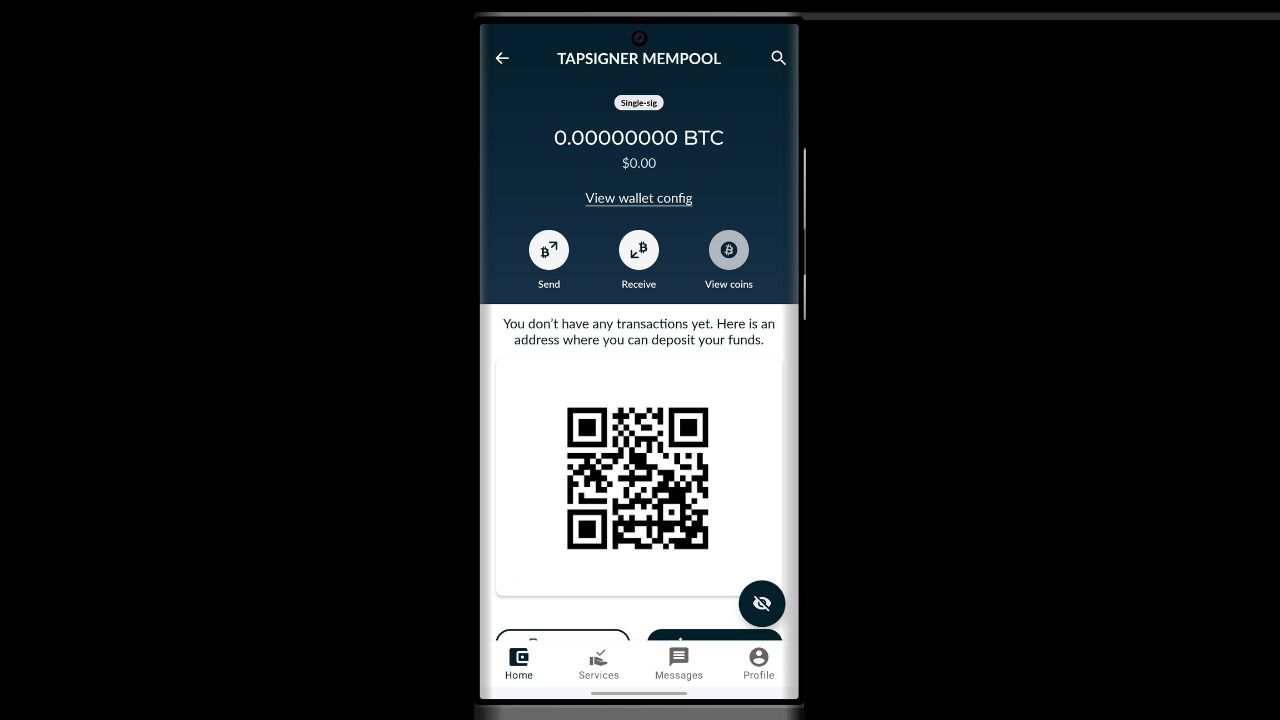 TAPSIGNER MEMPOOL
Single-sig
0.00000000 BTC
$0.00
View wallet config
Send
Receive
View coins
You don't have any transactions yet. Here is an
address where you can deposit your funds.
Home
Services
Messages
Profile